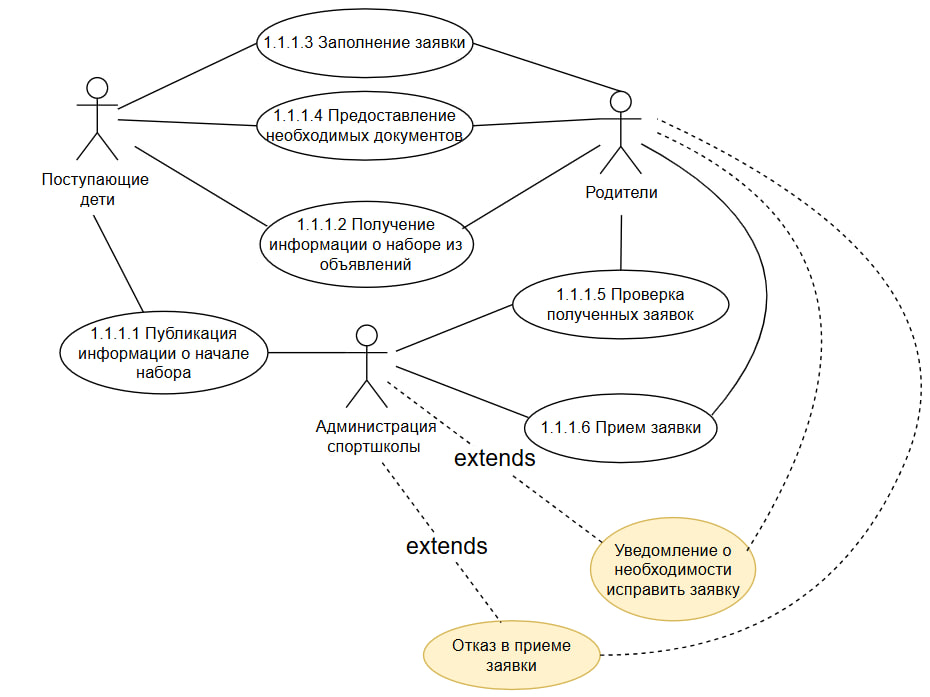 1.1.1.3 Заполнение заявки
1.1.1.4 Предоставление
необходимых документов
Поступающие
дети
Родители
1.1.1.2 Получение
информации о наборе из
объявлений
1.1.1.5 Проверка
полученных заявок
1.1.1.1 Публикация
информации о начале
набора
Администрация
спортшколы
1.1.1.6 Прием заявки
extends
extends
Уведомление о
необходимости
исправить заявку
Отказ в приеме
заявки